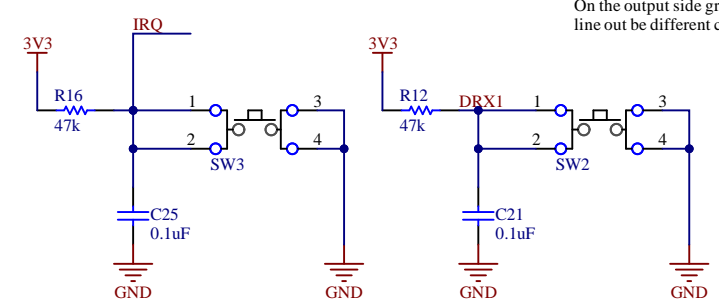 On the output side gr
line out be different c
IRQ
3V3
R16
47k
1
2
3
4
SW3
C25
0.1uF
GND
GND
3V3
R12
47k
DRX1
1
2
3
4
SW2
C21
0.1uF
GND
GND